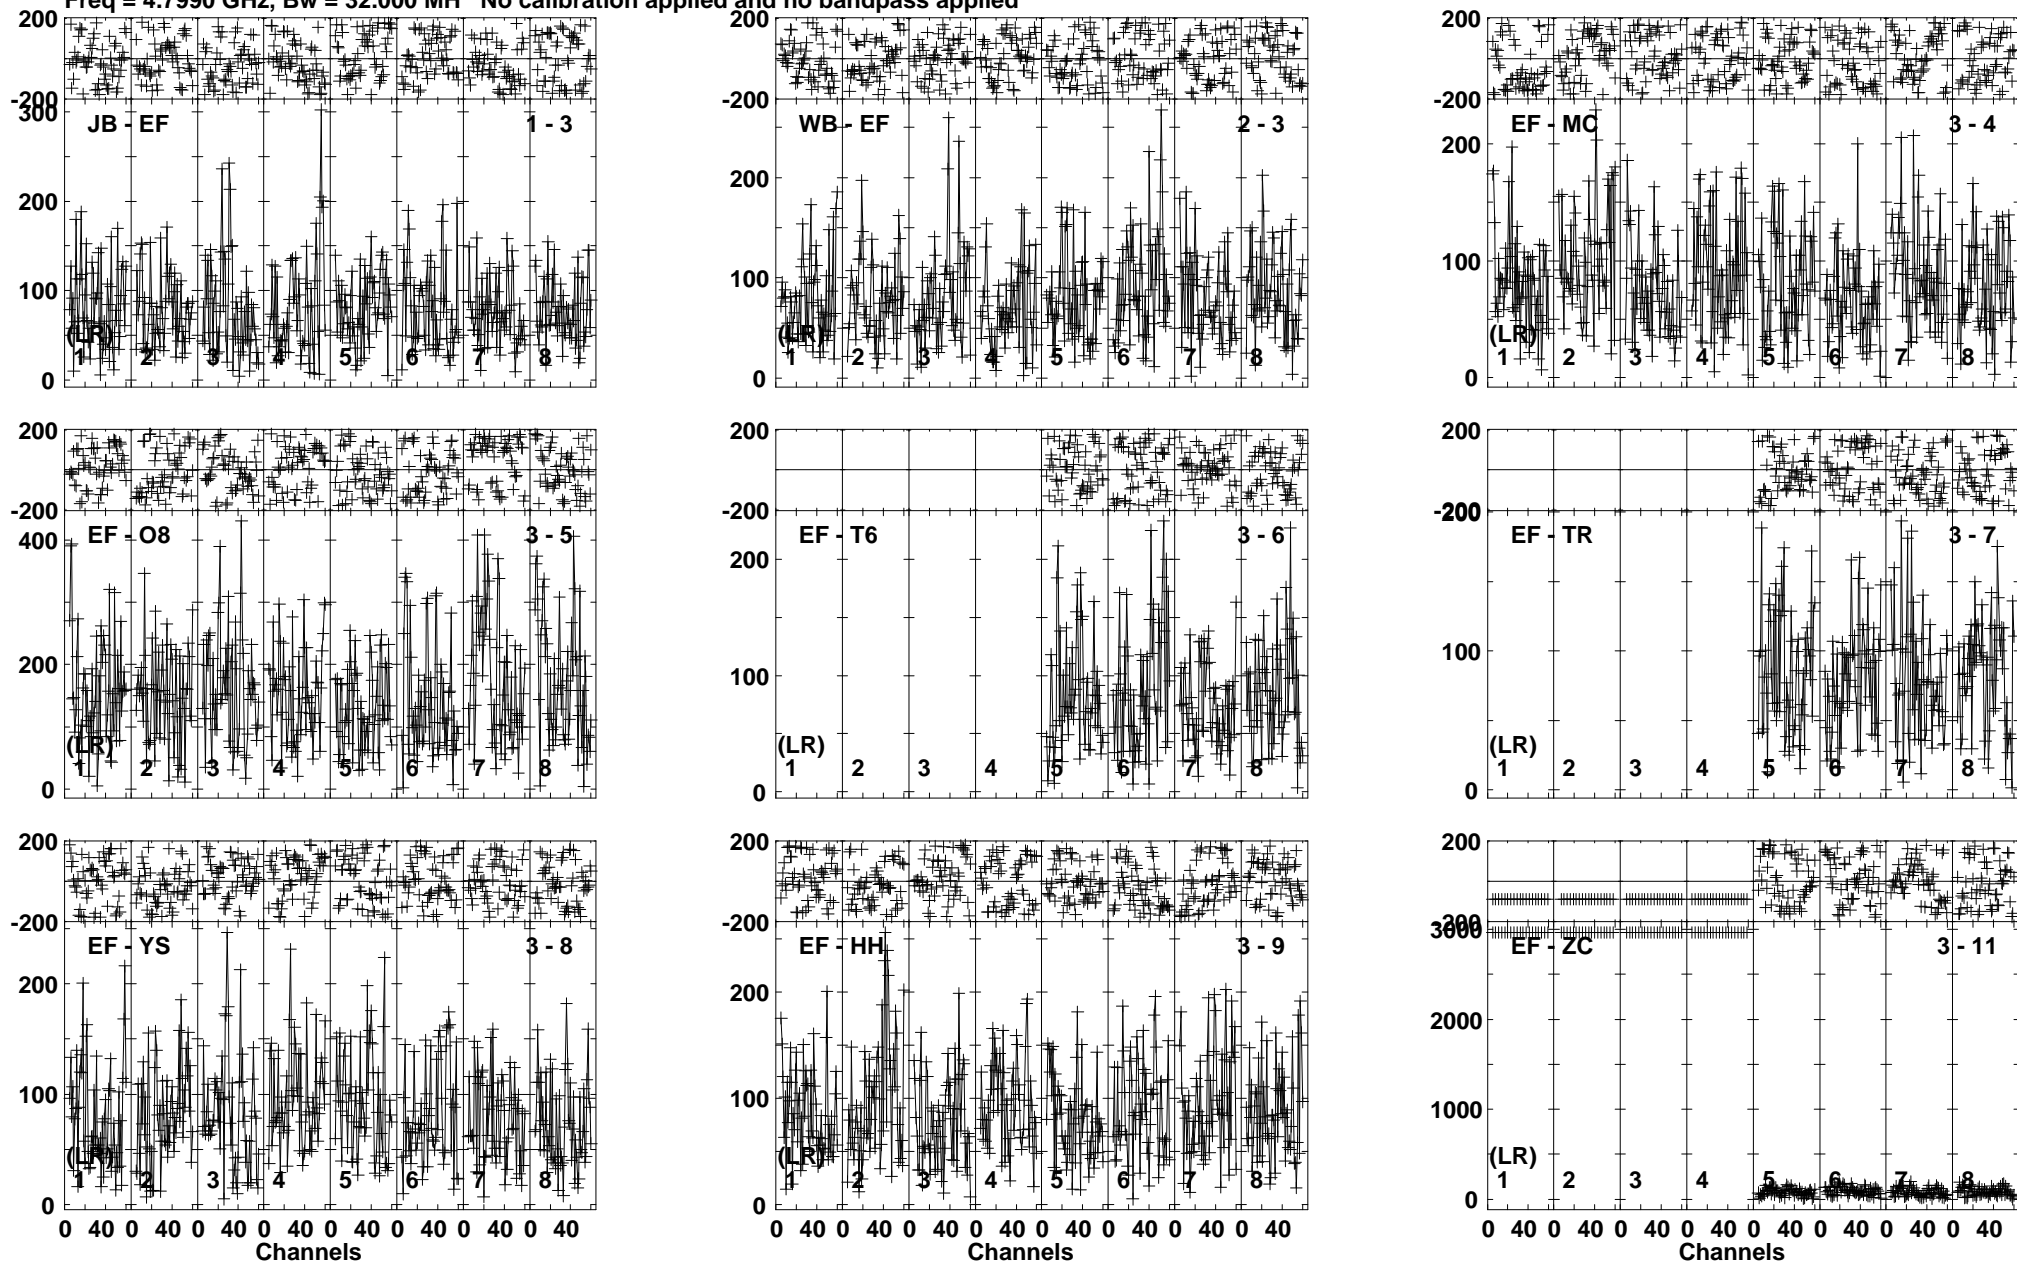 Freq = 4.7990 GHz, Bw = 32.000 MH No calibration applied and no bandpass applied
200
-200
300
200
100
0
JB - EF
1 - 3
(LR)
1 2 3 4 5 6 7 8
200
-200
200
100
0
WB - EF
2 - 3
(LR)
1 2 3 4 5 6 7 8
200
-200
200
100
0
EF - MC
3 - 4
(LR)
1 2 3 4 5 6 7 8
200
-200
400
200
0
EF - O8
3 - 5
(LR)
1 2 3 4 5 6 7 8
200
-200
200
100
0
EF - T6
3 - 6
(LR)
1 2 3 4 5 6 7 8
200
-200
200
100
0
EF - TR
3 - 7
(LR)
1 2 3 4 5 6 7 8
200
-200
200
100
0
EF - YS
3 - 8
(LR)
1 2 3 4 5 6 7 8
0 40 0 40 0 40 0 40 0 40 0 40 0 40 0 40
Channels
200
-200
200
100
0
EF - HH
3 - 9
(LR)
1 2 3 4 5 6 7 8
0 40 0 40 0 40 0 40 0 40 0 40 0 40 0 40
Channels
200
-200
3000
2000
1000
0
EF - ZC
3 - 11
(LR)
1 2 3 4 5 6 7 8
0 40 0 40 0 40 0 40 0 40 0 40 0 40 0 40
Channels